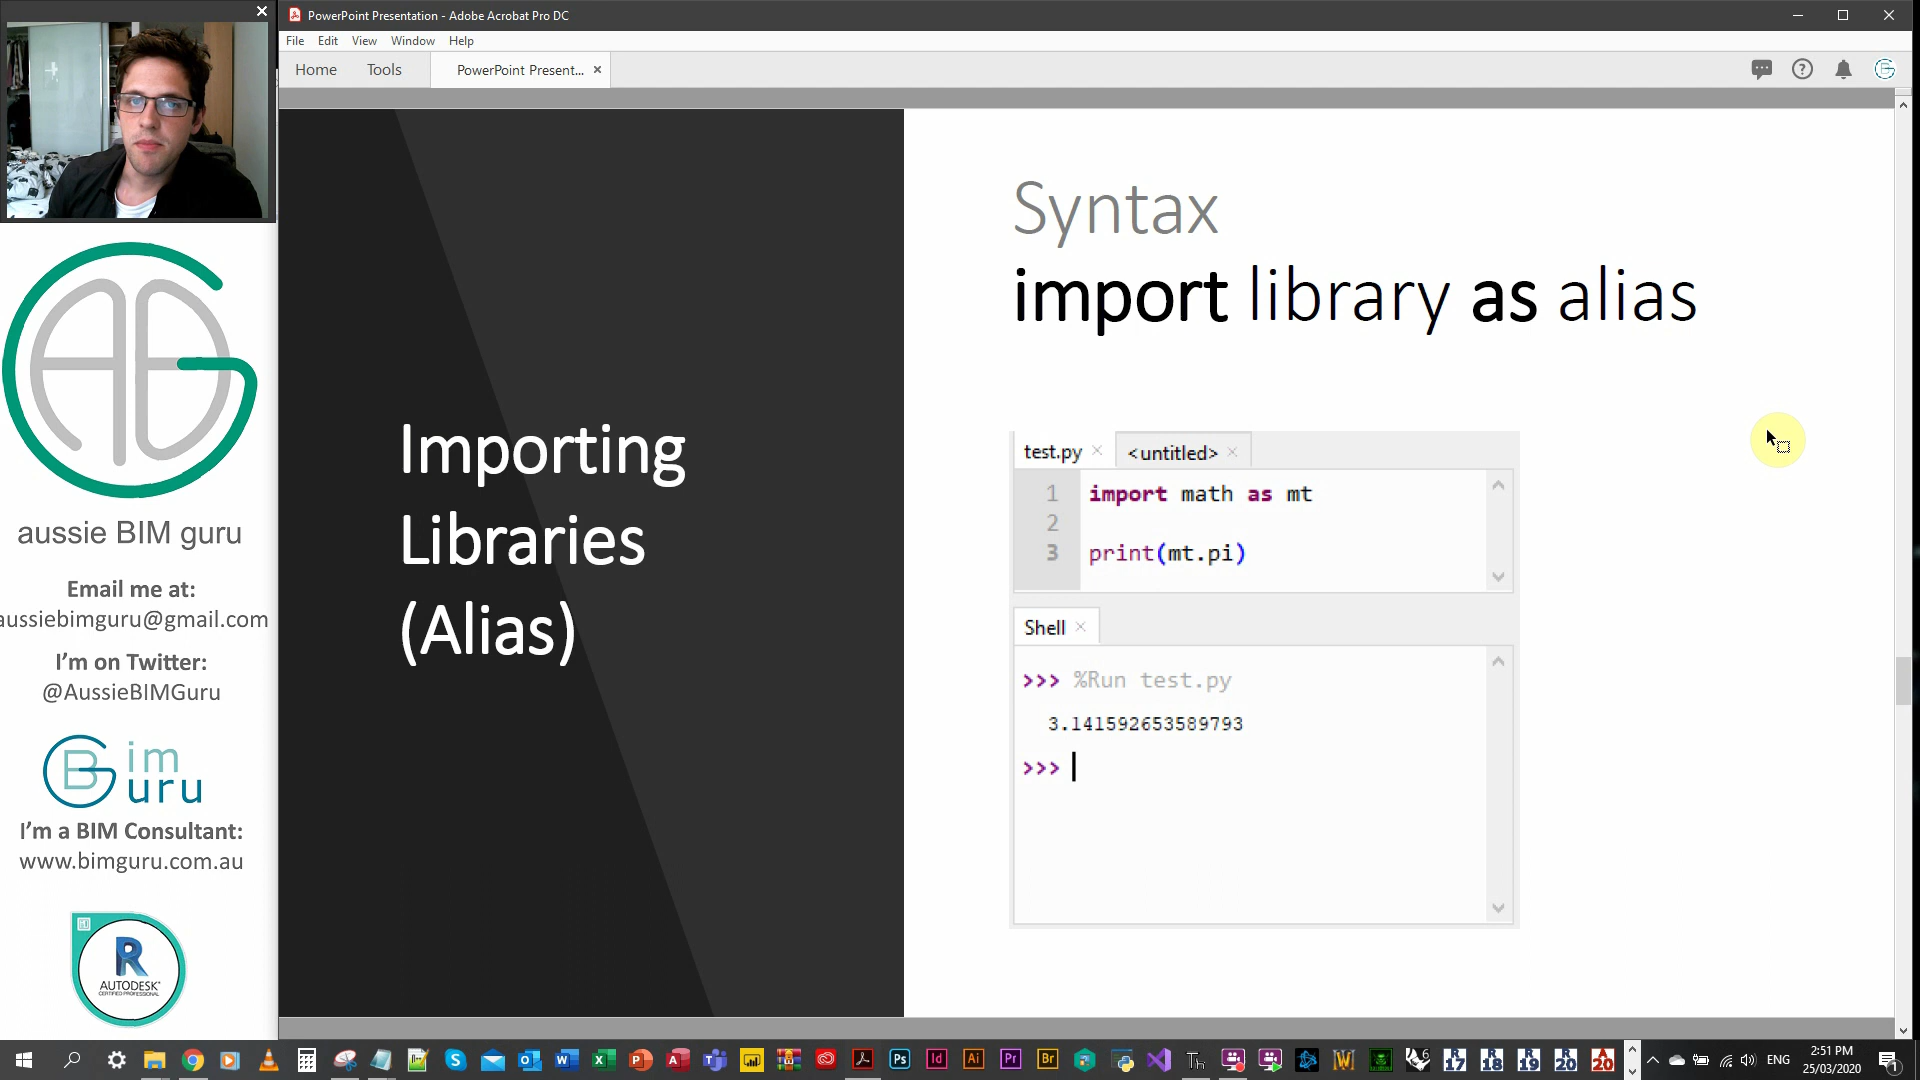 PowerPoint Presentation - Adobe Acrobat Pro DC
File Edit View Window Help
Home Tools PowerPoint Present...
aussie BIM guru
Email me at:
aussiebimguru@gmail.com
I'm on Twitter:
@AussieBIMGuru
BG im
uru
I'm a BIM Consultant:
www.bimguru.com.au
R
AUTODESK
CERTIFIED PROFESSIONAL
Importing
Libraries
(Alias)
Syntax
import library as alias
test.py <untitled>
1 import math as mt
2
3 print(mt.pi)
Shell
>>> %Run test.py
3.141592653589793
>>>
ENG
2:51 PM
25/03/2020